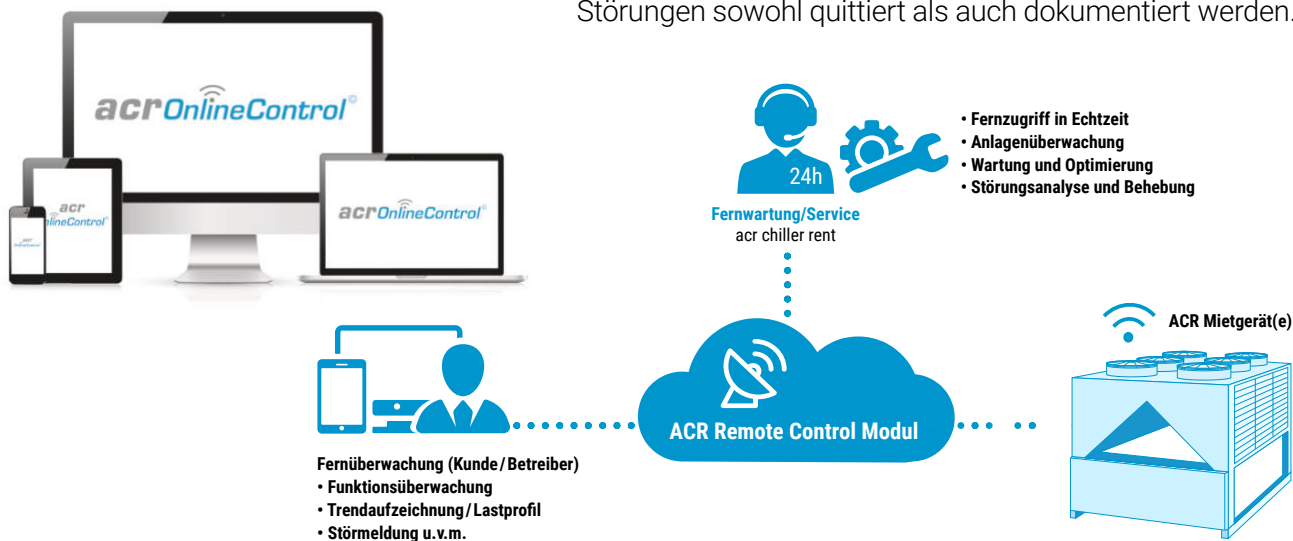 Störungen sowohl quittiert als auch dokumentiert werden.
acrOnlineControl©
acr
nlineControl
acrOnlineControl
24h
• Fernzugriff in Echtzeit
• Anlagenüberwachung
• Wartung und Optimierung
• Störungsanalyse und Behebung
Fernwartung/Service
acr chiller rent
ACR Mietgerät(e)
ACR Remote Control Modul
Fernüberwachung (Kunde/Betreiber)
• Funktionsüberwachung
• Trendaufzeichnung/Lastprofil
• Störmeldung u.v.m.